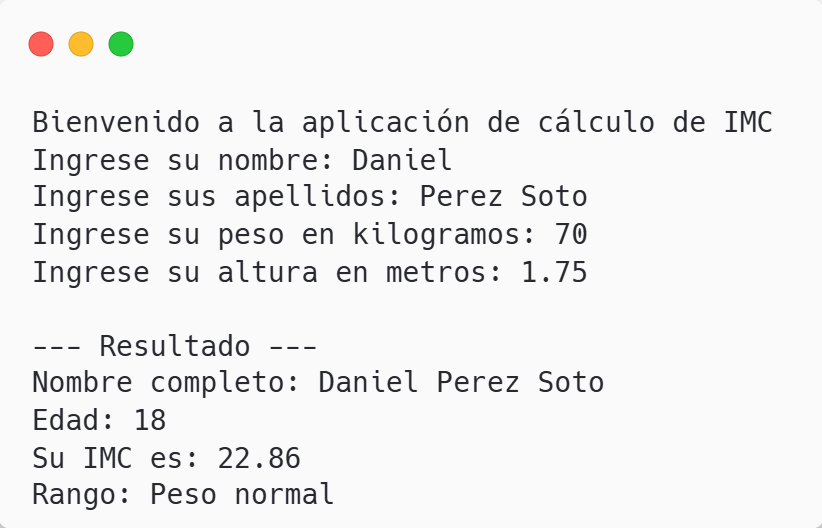 Bienvenido a la aplicación de cálculo de IMC
Ingrese su nombre: Daniel
Ingrese sus apellidos: Perez Soto
Ingrese su peso en kilogramos: 70
Ingrese su altura en metros: 1.75
--- Resultado ---
Nombre completo: Daniel Perez Soto
Edad: 18
Su IMC es: 22.86
Rango: Peso normal